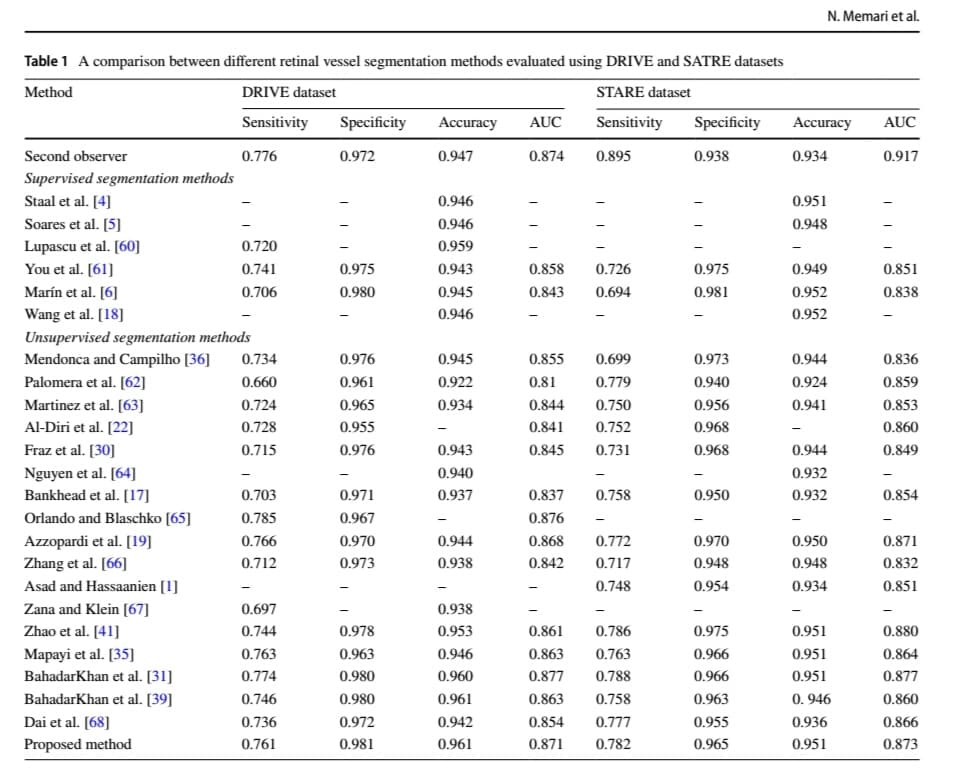 N. Memari et al.
Table 1 A comparison between different retinal vessel segmentation methods evaluated using DRIVE and SATRE datasets
Method DRIVE dataset STARE dataset
Sensitivity Specificity Accuracy AUC Sensitivity Specificity Accuracy AUC
Second observer 0.776 0.972 0.947 0.874 0.895 0.938 0.934 0.917
Supervised segmentation methods
Staal et al. [4] – – 0.946 – – – 0.951 –
Soares et al. [5] – – 0.946 – – – 0.948 –
Lupascu et al. [60] 0.720 – 0.959 – – – – –
You et al. [61] 0.741 0.975 0.943 0.858 0.726 0.975 0.949 0.851
Marín et al. [6] 0.706 0.980 0.945 0.843 0.694 0.981 0.952 0.838
Wang et al. [18] – – 0.946 – – – 0.952 –
Unsupervised segmentation methods
Mendonca and Campilho [36] 0.734 0.976 0.945 0.855 0.699 0.973 0.944 0.836
Palomera et al. [62] 0.660 0.961 0.922 0.81 0.779 0.940 0.924 0.859
Martinez et al. [63] 0.724 0.965 0.934 0.844 0.750 0.956 0.941 0.853
Al-Diri et al. [22] 0.728 0.955 – 0.841 0.752 0.968 – 0.860
Fraz et al. [30] 0.715 0.976 0.943 0.845 0.731 0.968 0.944 0.849
Nguyen et al. [64] – – 0.940 – – 0.932 –
Bankhead et al. [17] 0.703 0.971 0.937 0.837 0.758 0.950 0.932 0.854
Orlando and Blaschko [65] 0.785 0.967 – 0.876 – – – –
Azzopardi et al. [19] 0.766 0.970 0.944 0.868 0.772 0.970 0.950 0.871
Zhang et al. [66] 0.712 0.973 0.938 0.842 0.717 0.948 0.948 0.832
Asad and Hassaanien [1] – – – – 0.748 0.954 0.934 0.851
Zana and Klein [67] 0.697 – 0.938 – – – – –
Zhao et al. [41] 0.744 0.978 0.953 0.861 0.786 0.975 0.951 0.880
Mapayi et al. [35] 0.763 0.963 0.946 0.863 0.763 0.966 0.951 0.864
BahadarKhan et al. [31] 0.774 0.980 0.960 0.877 0.788 0.966 0.951 0.877
BahadarKhan et al. [39] 0.746 0.980 0.961 0.863 0.758 0.963 0. 946 0.860
Dai et al. [68] 0.736 0.972 0.942 0.854 0.777 0.955 0.936 0.866
Proposed method 0.761 0.981 0.961 0.871 0.782 0.965 0.951 0.873